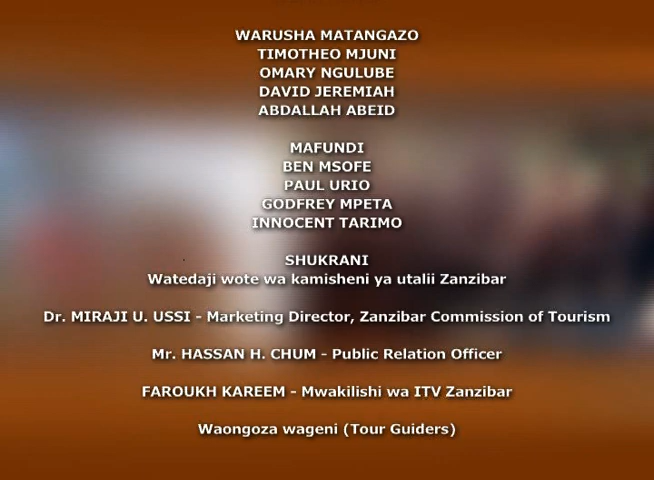 WARUSHA MATANGAZO
TIMOTHEO MJUNI
OMARY NGULUBE
DAVID JEREMIAH
ABDALLAH ABEID
MAFUNDI
BEN MSOFE
PAUL URIO
GODFREY MPETA
INNOCENT TARIMO
SHUKRANI
Watedaji wote wa kamisheni ya utalii Zanzibar
Dr. MIRAJI U. USSI - Marketing Director, Zanzibar Commission of Tourism
Mr. HASSAN H. CHUM - Public Relation Officer
FAROUKH KAREEM - Mwakilishi wa ITV Zanzibar
Waongoza wageni (Tour Guiders)